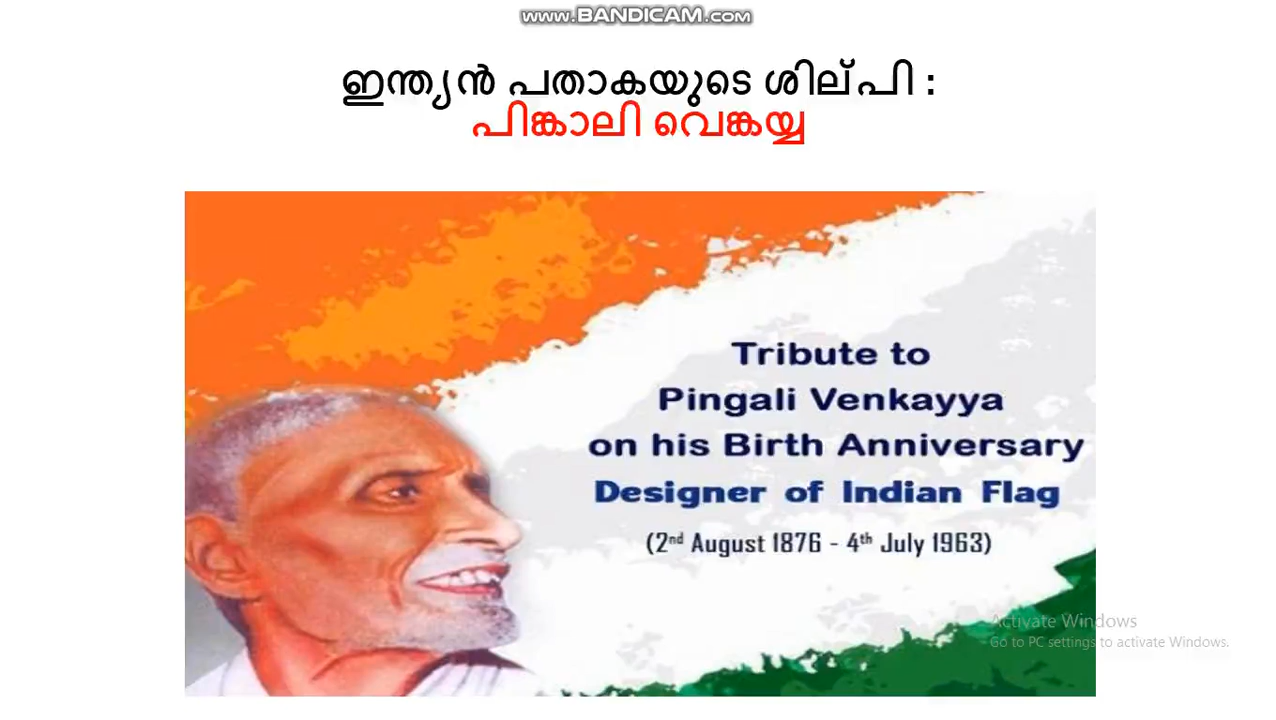 www.BANDICAM.com
ഇന്ത്യൻ പതാകയുടെ ശില്പി :
പിങ്കാലി വെങ്കയ്യ
Tribute to
Pingali Venkayya
on his Birth Anniversary
Designer of Indian Flag
(2nd August 1876 - 4th July 1963)
Activate Windows
Go to PC settings to activate Windows.